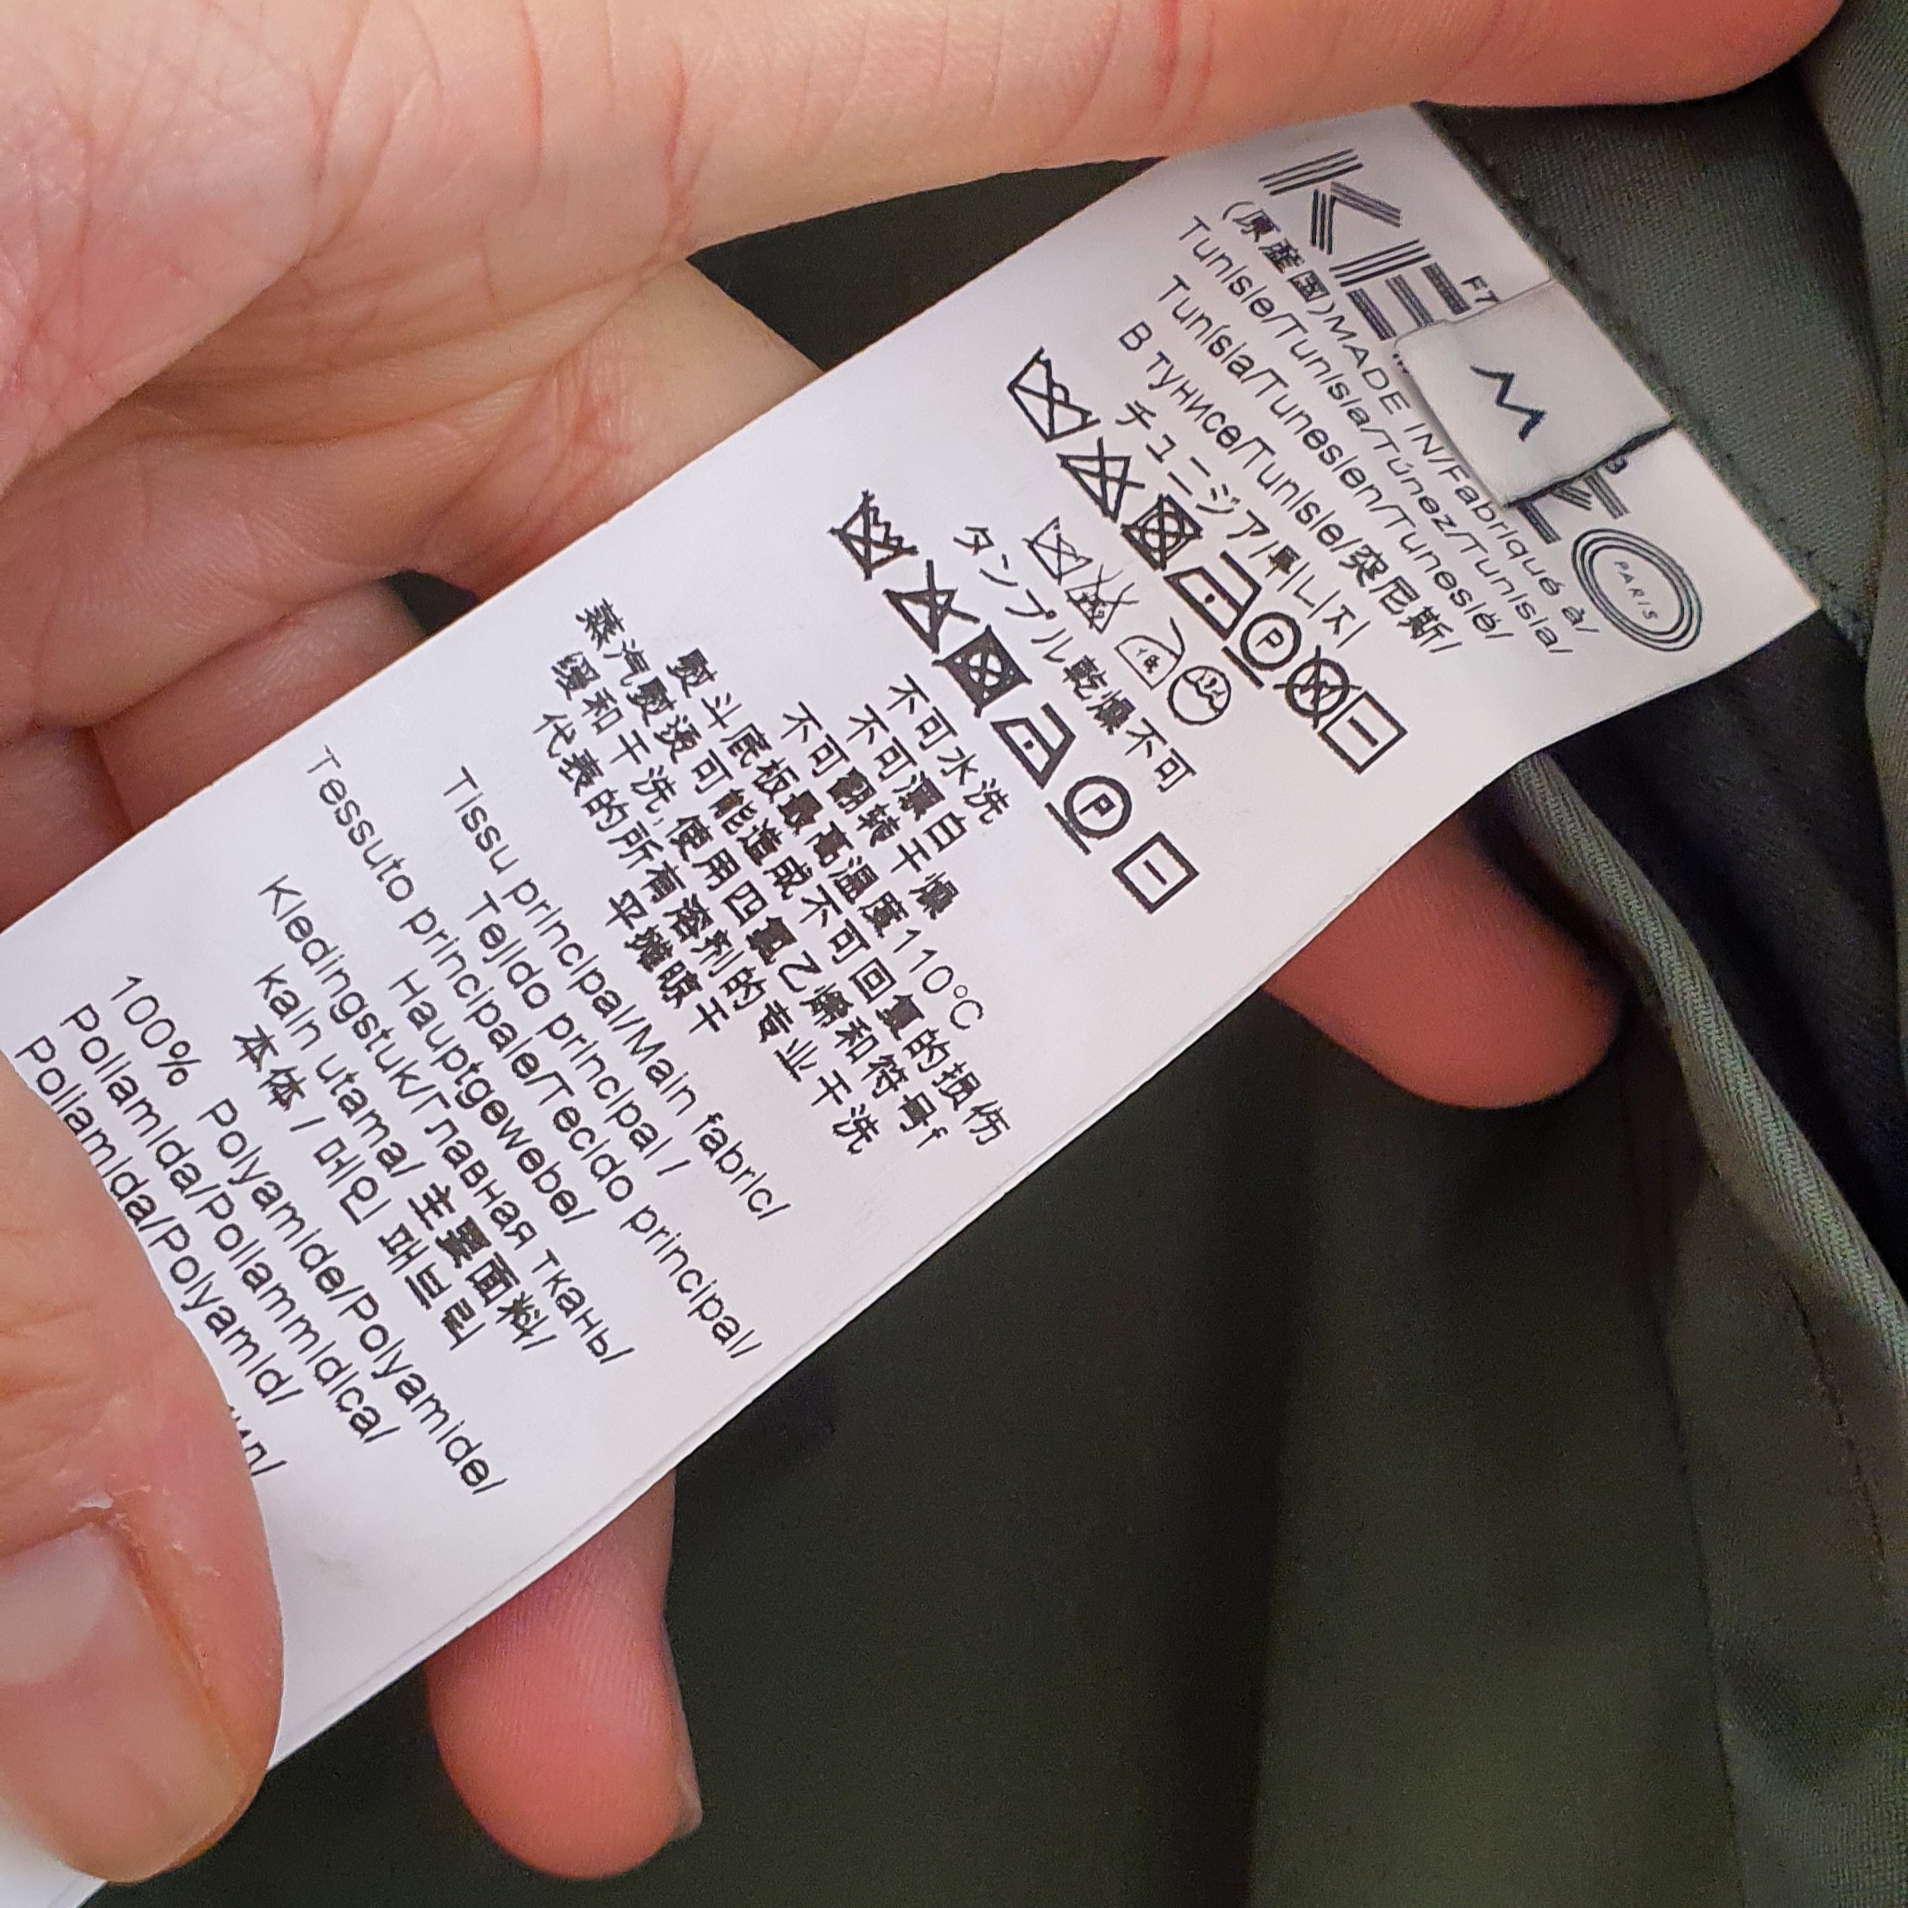 KE ZO
PARIS
F7
M
(原産国)MADE IN/Fabriqué à/
Tunisie/Tunisia/Túnez/Tunisia/
Tunísia/Tunesien/Tunesië/
В тунисе/Tunisie/突尼斯/
チュニジア/튀니지
P
W
タンプル乾燥不可
P
不可水洗
不可漂白
不可翻转干燥
熨斗底板最高温度110°C
蒸汽熨烫可能造成不可回复的损伤
缓和干洗,使用四氯乙烯和符号f
代表的所有溶剂的专业干洗
平摊晾干
Tissu principal/Main fabric/
Tejido principal /
Tessuto principale/Tecido principal/
Hauptgewebe/
Kledingstuk/Главная ткань/
Kain utama/ 主要面料/
本体 / 메인 패브릭
100% Polyamide/Polyamide/
Poliamida/Poliammidica/
Poliamida/Polyamid/